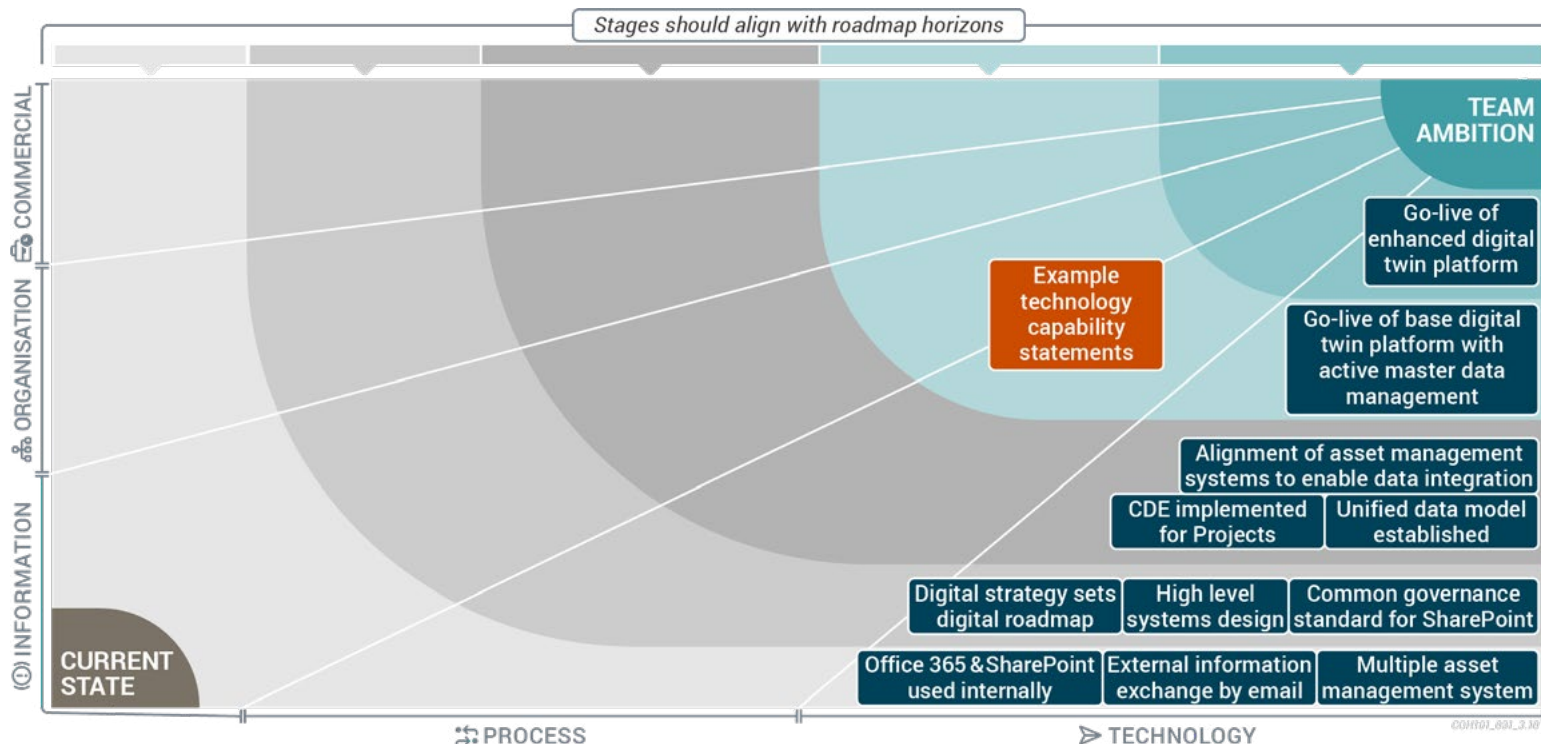 Stages should align with roadmap horizons
COMMERCIAL
ORGANISATION
INFORMATION
TEAM
AMBITION
Go-live of
enhanced digital
twin platform
Example
technology
capability
statements
Go-live of base digital
twin platform with
active master data
management
Alignment of asset management
systems to enable data integration
CDE implemented
for Projects
Unified data model
established
Digital strategy sets
digital roadmap
High level
systems design
Common governance
standard for SharePoint
CURRENT
STATE
Office 365 & SharePoint
used internally
External information
exchange by email
Multiple asset
management system
PROCESS
TECHNOLOGY